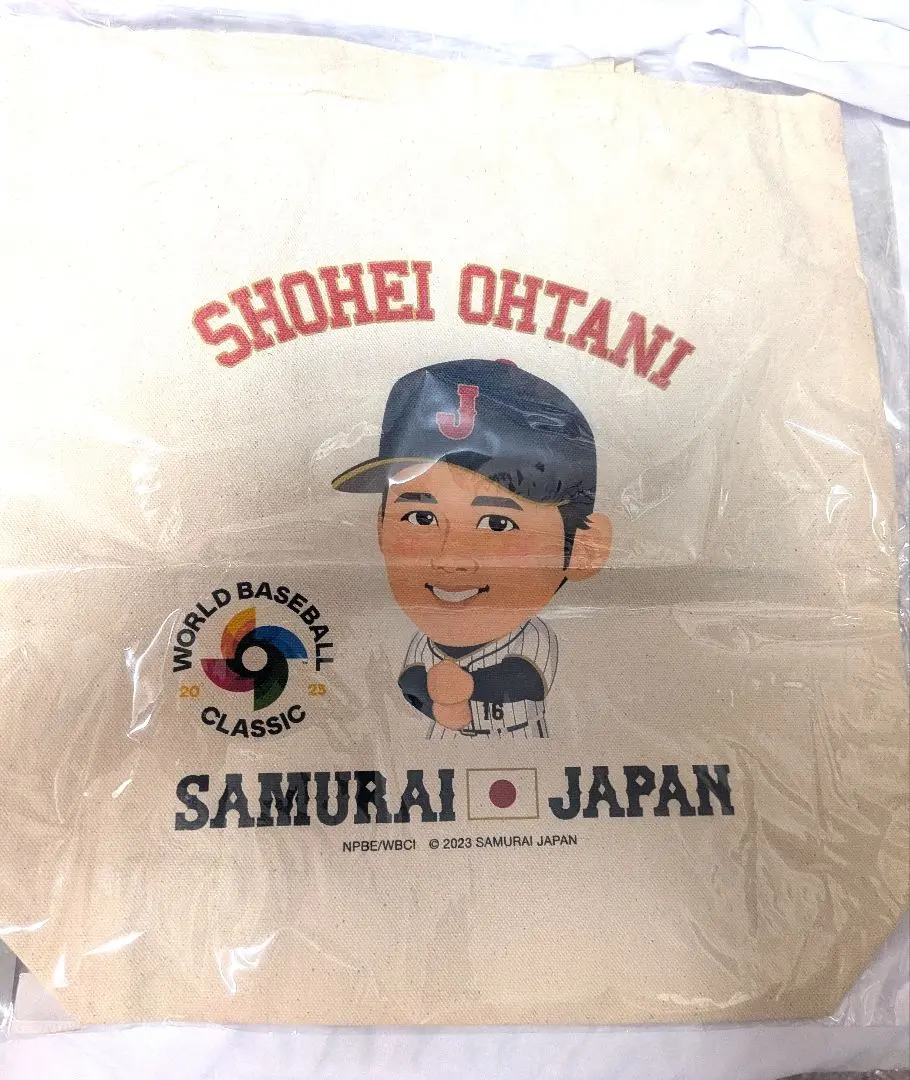 SHOHEI OHTANI
J
WORLD BASEBALL
20 23
CLASSIC
16
SAMURAI JAPAN
NPBE/WBCI © 2023 SAMURAI JAPAN